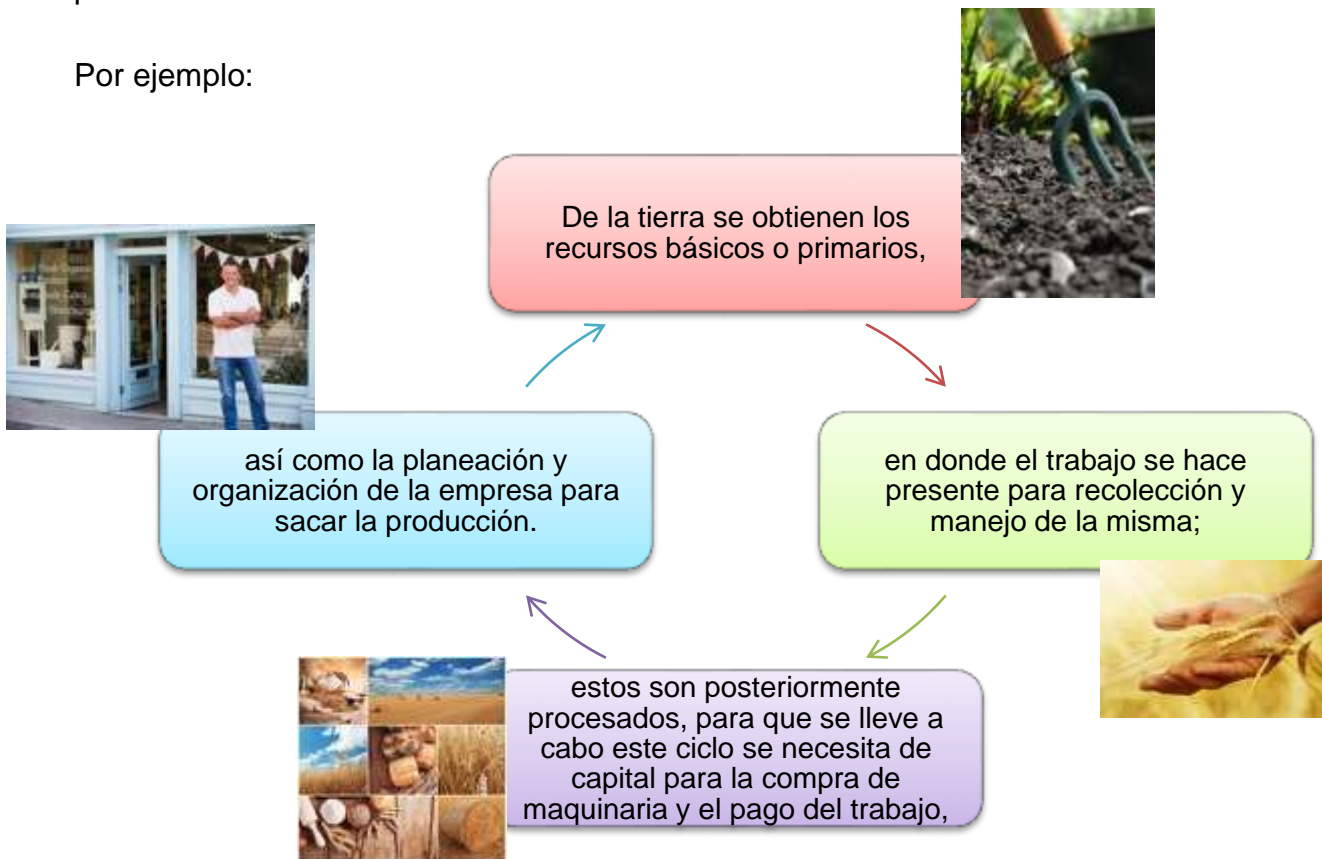 Por ejemplo:
De la tierra se obtienen los
recursos básicos o primarios,
en donde el trabajo se hace
presente para recolección y
manejo de la misma;
estos son posteriormente
procesados, para que se lleve a
cabo este ciclo se necesita de
capital para la compra de
maquinaria y el pago del trabajo,
así como la planeación y
organización de la empresa para
sacar la producción.